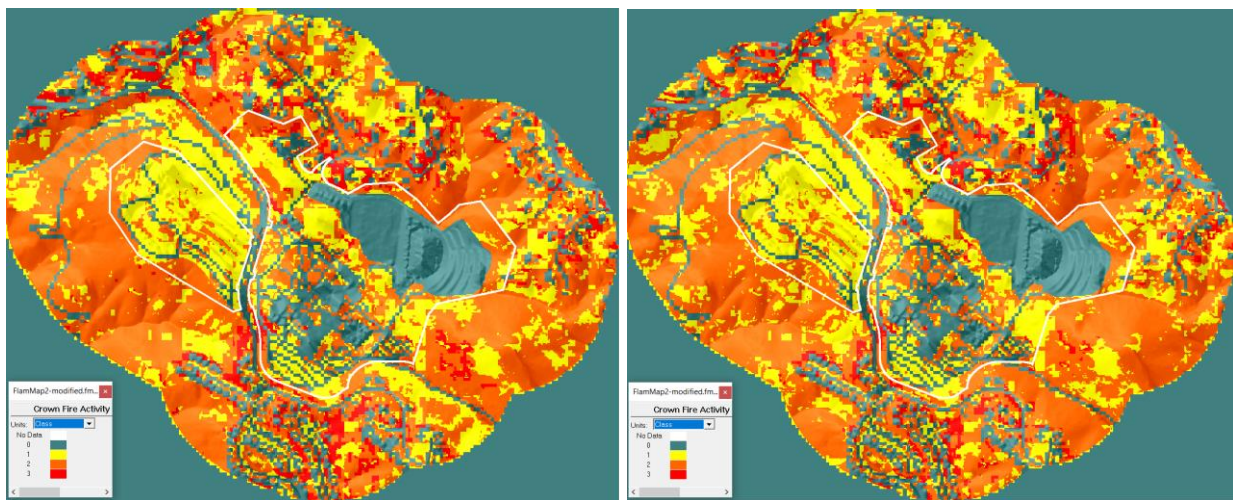 FlamMap2-modified.fm...
Crown Fire Activity
Units: Class
No Data
0
1
2
3
FlamMap2-modified.fm...
Crown Fire Activity
Units: Class
No Data
0
1
2
3